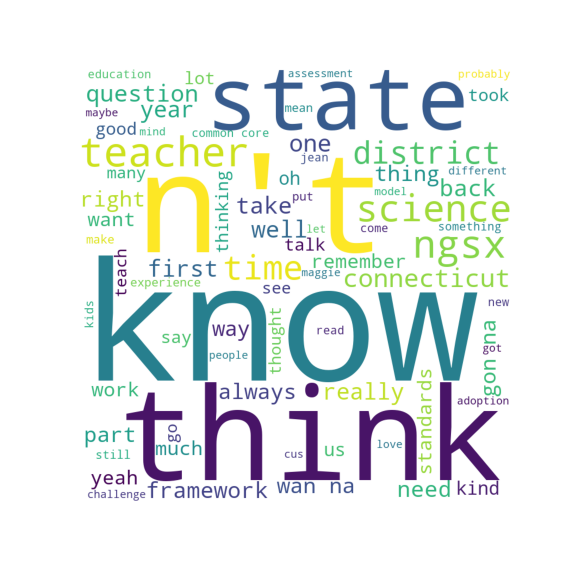 education
lot
assessment
probably
question
state
took
maybe
year
mean
good
mind
common core
one
teacher
n't
jean
district
many
oh
thing
different
right
thinking
take
put
model
back
want
well
let
come
science
something
make
talk
teach
first
time
remember
ngsx
experience
see
maggie
connecticut
kids
know
say
way
thought
read
new
people
got
gon na
work
think
always
really
standards
adoption
part
go
much
us
love
still
cus
yeah
challenge
framework
wan na
need
kind